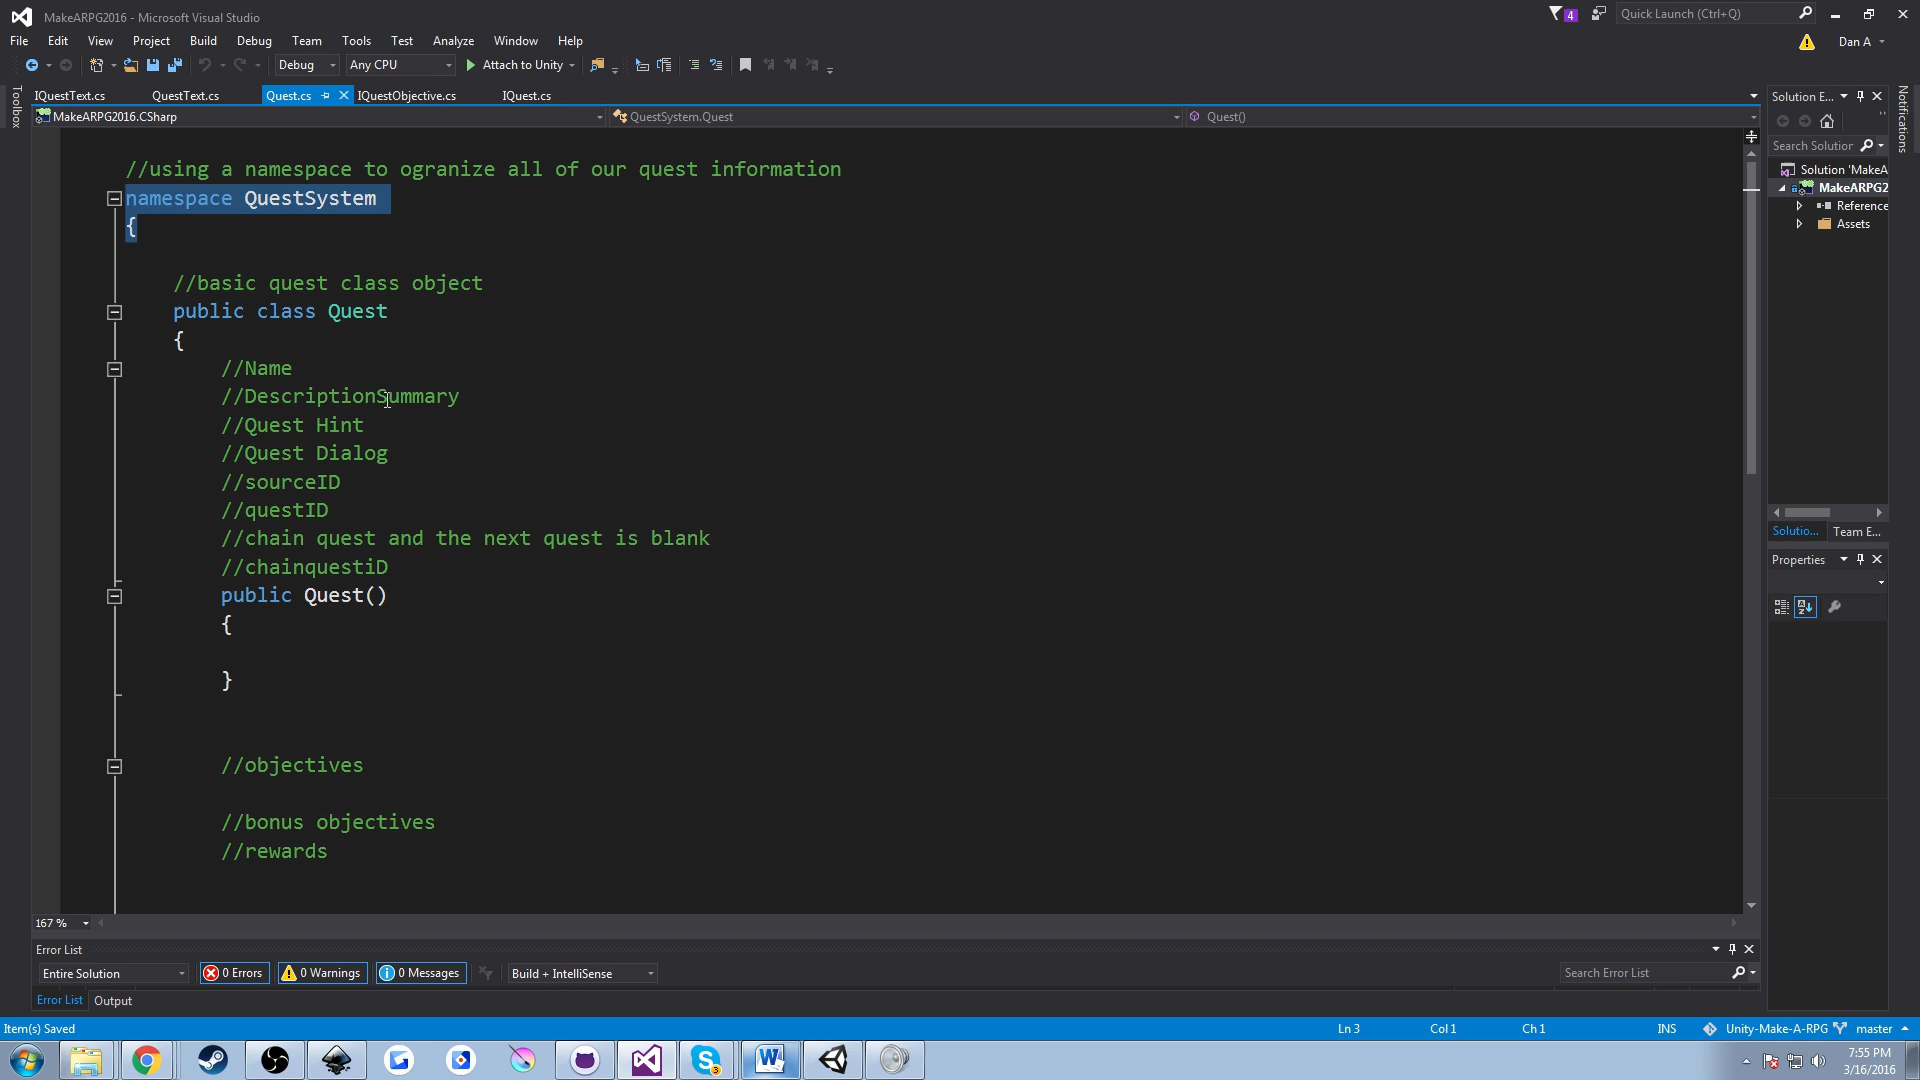 MakeARPG2016 - Microsoft Visual Studio
4
Quick Launch (Ctrl+Q)
File Edit View Project Build Debug Team Tools Test Analyze Window Help
Dan A
Debug Any CPU Attach to Unity
Toolbox
IQuestText.cs QuestText.cs Quest.cs IQuestObjective.cs IQuest.cs
MakeARPG2016.CSharp QuestSystem.Quest Quest()
//using a namespace to ogranize all of our quest information
namespace QuestSystem
{
//basic quest class object
public class Quest
{
//Name
//DescriptionSummary
//Quest Hint
//Quest Dialog
//sourceID
//questID
//chain quest and the next quest is blank
//chainquestiD
public Quest()
{
}
//objectives
//bonus objectives
//rewards
167 %
Solution E...
Search Solution
Solution 'MakeA
MakeARPG2
Reference
Assets
Solutio... Team E...
Properties
Notifications
Error List
Entire Solution 0 Errors 0 Warnings 0 Messages Build + IntelliSense Search Error List
Error List Output
Item(s) Saved Ln 3 Col 1 Ch 1 INS Unity-Make-A-RPG master
3
7:55 PM
3/16/2016